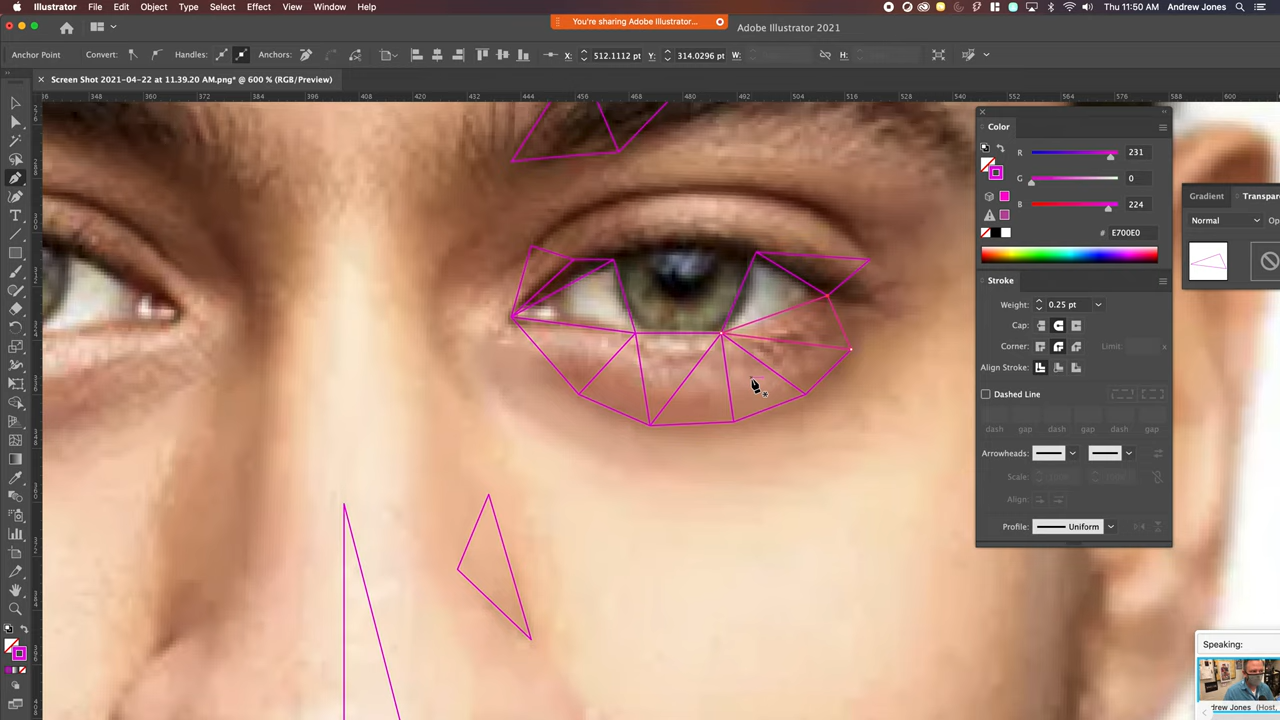 Illustrator File Edit Object Type Select Effect View Window Help Thu 11:50 AM Andrew Jones
You're sharing Adobe Illustrator...
Adobe Illustrator 2021
Anchor Point Convert: Handles: Anchors: X: 512.1112 pt Y: 314.0296 pt W: H:
Screen Shot 2021-04-22 at 11.39.20 AM.png* @ 600 % (RGB/Preview)
348 360 372 384 396 408 420 432 444 456 468 480 492 504 516 528 540 552 564 576 588 600
Color
R 231
G 0
B 224
# E700E0
Gradient Transpare
Normal Op
Stroke
Weight: 0.25 pt
Cap:
Corner: Limit: x
Align Stroke:
Dashed Line
dash gap dash gap dash gap
Arrowheads:
Scale:
Align:
Profile: Uniform
Speaking:
drew Jones (Host,